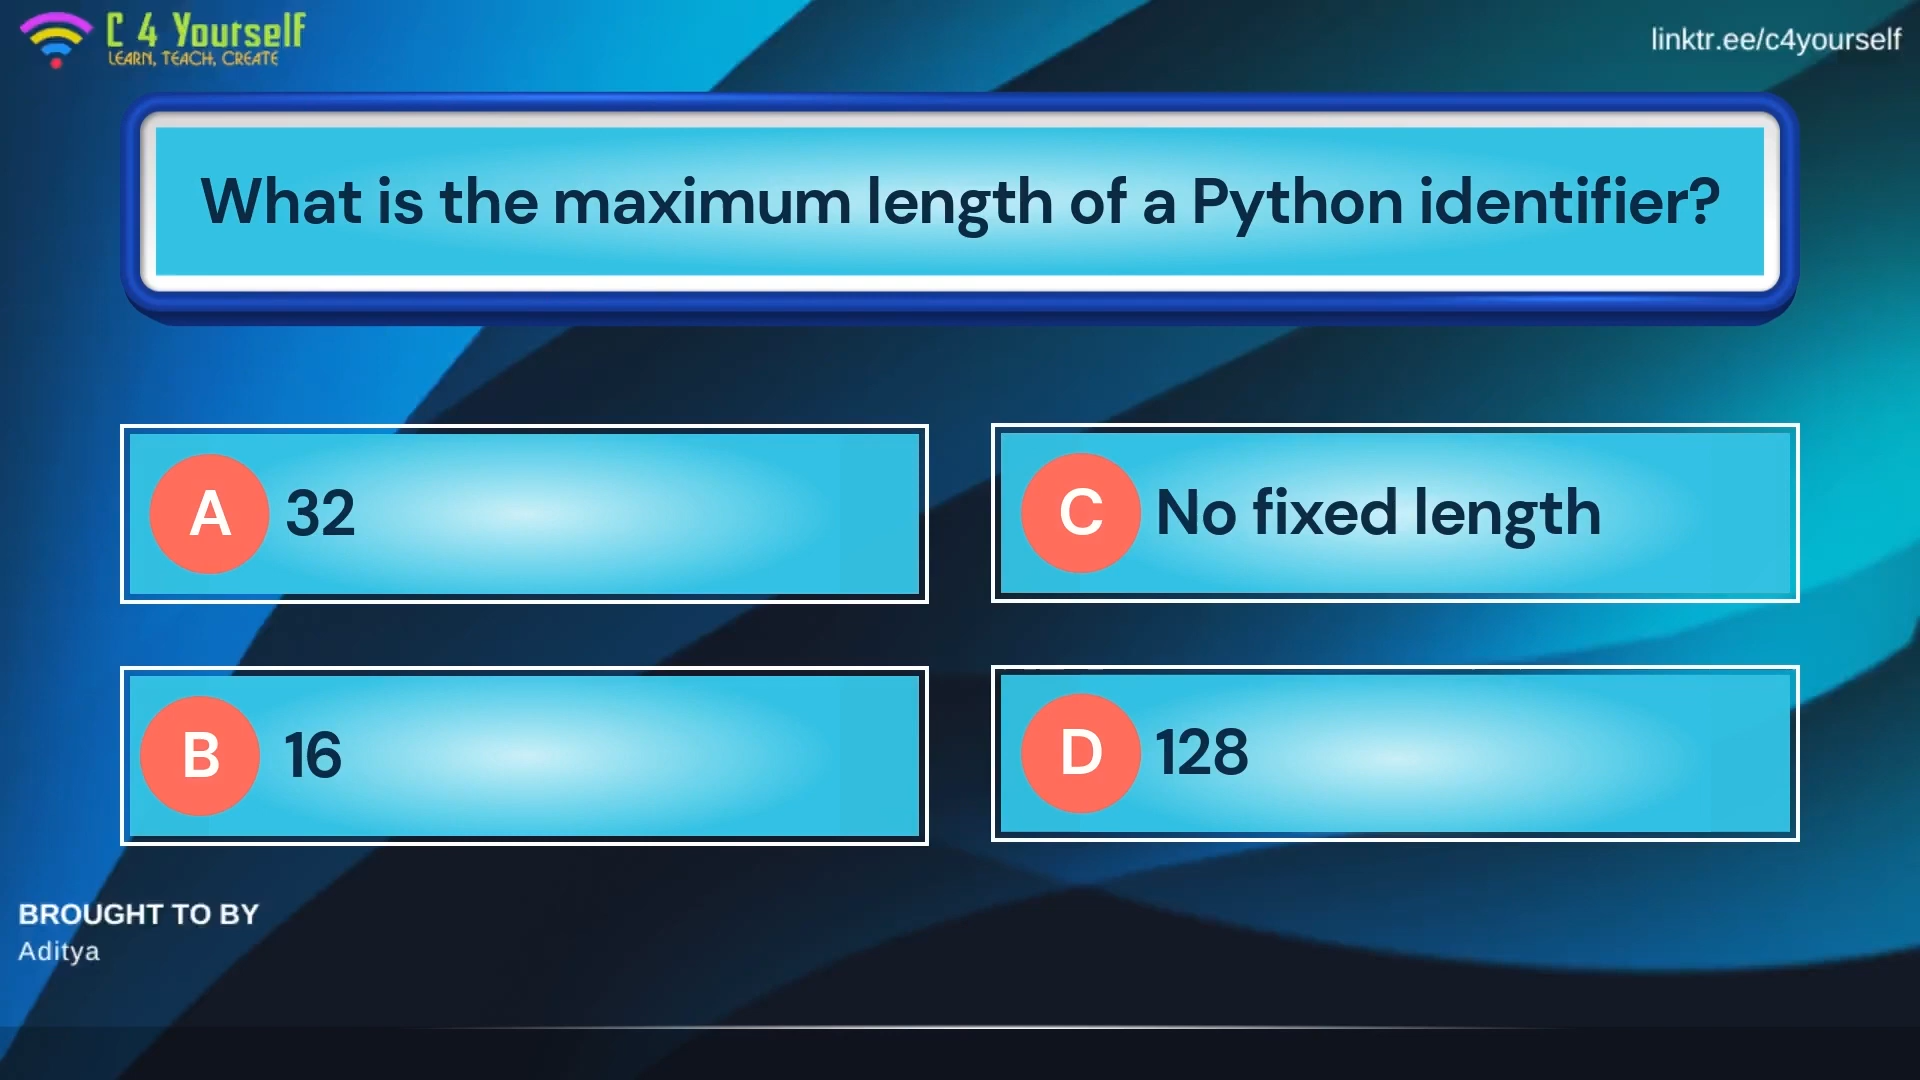 C 4 Yourself
LEARN, TEACH, CREATE
linktr.ee/c4yourself
What is the maximum length of a Python identifier?
A 32
C No fixed length
B 16
D 128
BROUGHT TO BY
Aditya